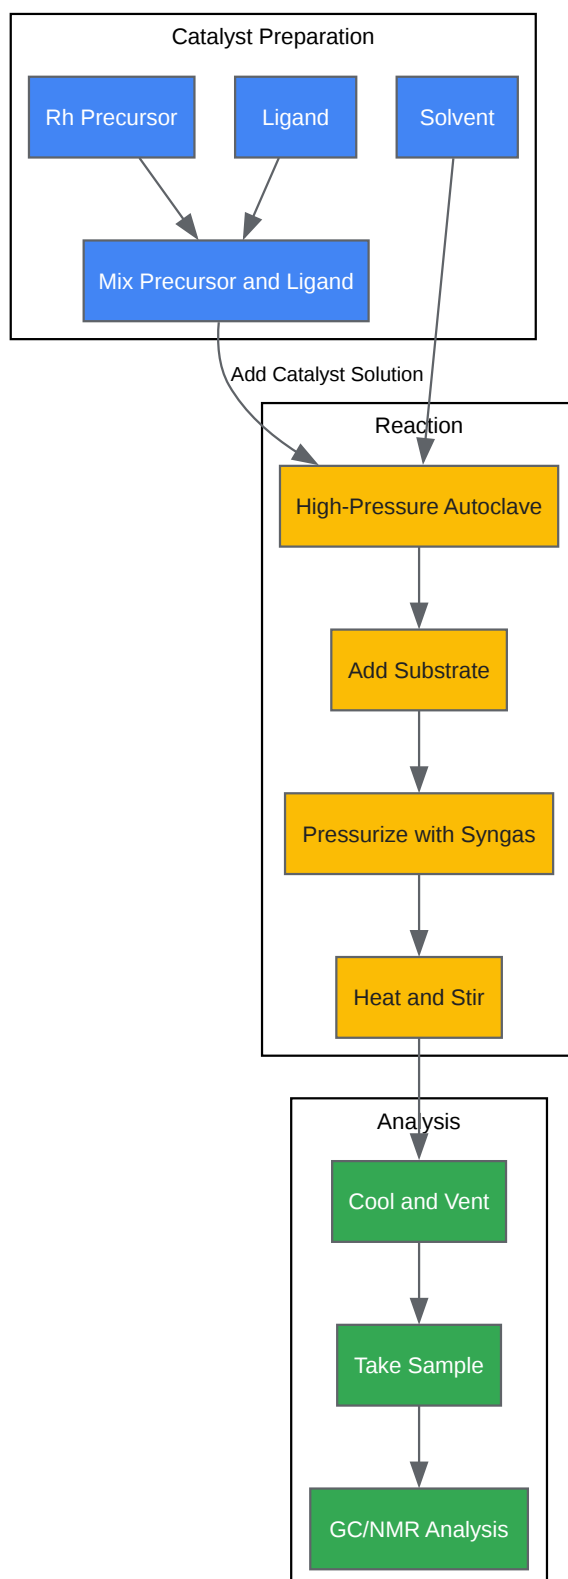 Catalyst Preparation
Rh Precursor
Ligand
Solvent
Mix Precursor and Ligand
Add Catalyst Solution
Reaction
High-Pressure Autoclave
Add Substrate
Pressurize with Syngas
Heat and Stir
Analysis
Cool and Vent
Take Sample
GC/NMR Analysis